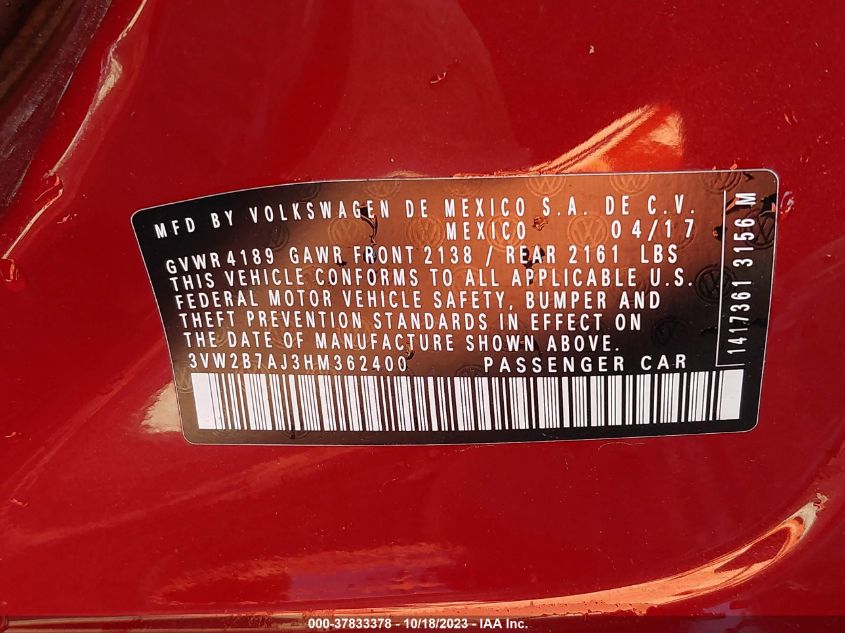 MFD BY VOLKSWAGEN DE MEXICO S.A. DE C.V.
MEXICO 04/17
GVWR 4189 GAWR FRONT 2138 / REAR 2161 LBS
THIS VEHICLE CONFORMS TO ALL APPLICABLE U.S.
FEDERAL MOTOR VEHICLE SAFETY, BUMPER AND
THEFT PREVENTION STANDARDS IN EFFECT ON
THE DATE OF MANUFACTURE SHOWN ABOVE.
3VW2B7AJ3HM362400 PASSENGER CAR
1417361 3156 M
000-37833378 - 10/18/2023 - IAA Inc.